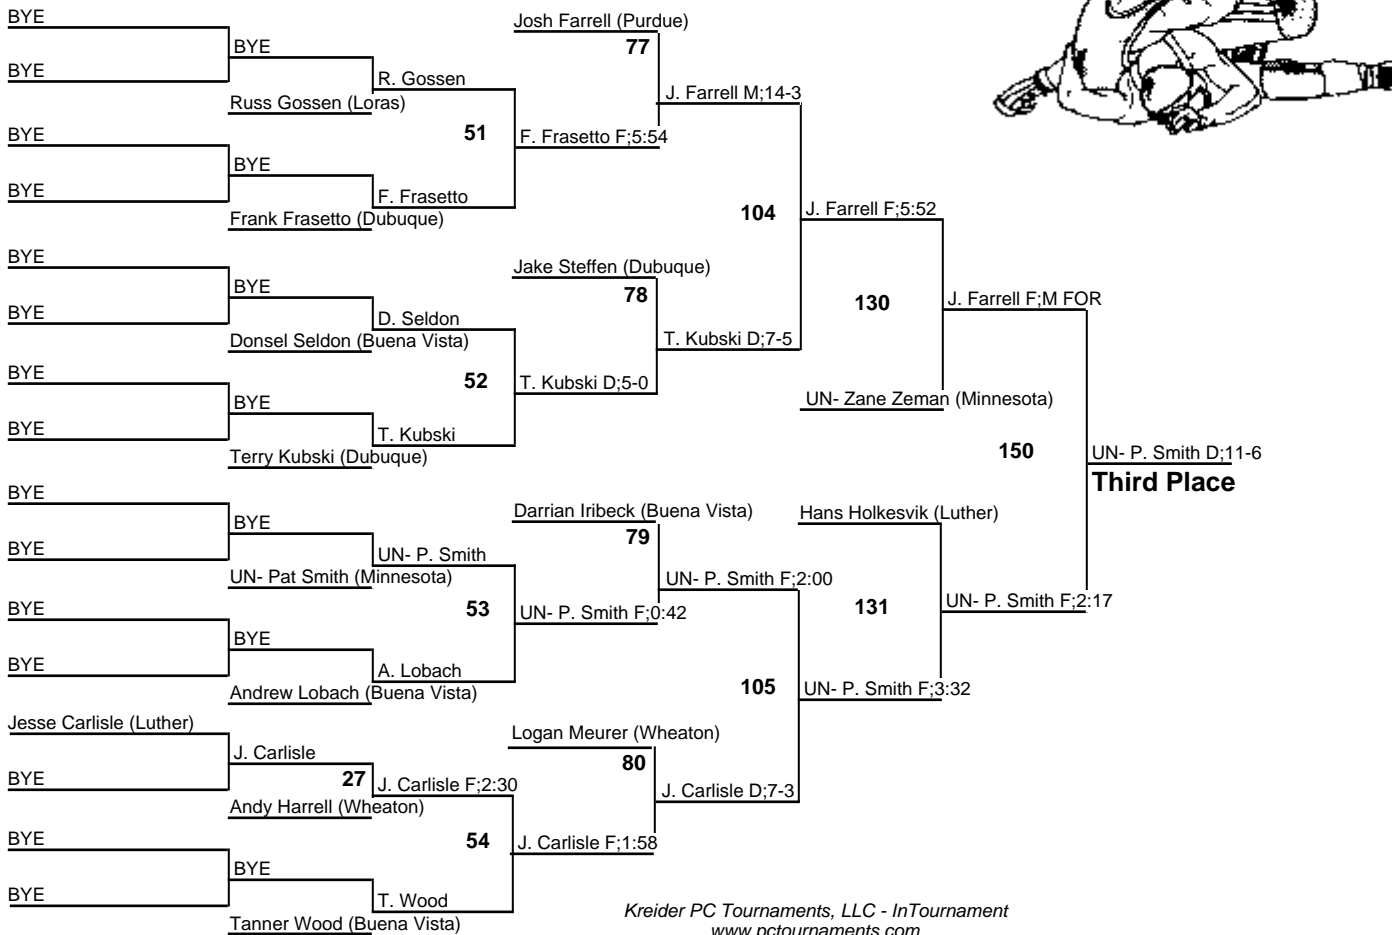 BYE
Josh Farrell (Purdue)
77
BYE
BYE
R. Gossen
J. Farrell M;14-3
Russ Gossen (Loras)
BYE
51
F. Frasetto F;5:54
BYE
BYE
F. Frasetto
Frank Frasetto (Dubuque)
104
J. Farrell F;5:52
BYE
Jake Steffen (Dubuque)
BYE
78
130
J. Farrell F;M FOR
BYE
D. Seldon
Donsel Seldon (Buena Vista)
T. Kubski D;7-5
BYE
52
T. Kubski D;5-0
BYE
UN- Zane Zeman (Minnesota)
BYE
T. Kubski
Terry Kubski (Dubuque)
150
UN- P. Smith D;11-6
Third Place
BYE
Darrian Iribeck (Buena Vista)
Hans Holkesvik (Luther)
BYE
79
BYE
UN- P. Smith
UN- Pat Smith (Minnesota)
UN- P. Smith F;2:00
BYE
53
UN- P. Smith F;0:42
131
UN- P. Smith F;2:17
BYE
BYE
A. Lobach
Andrew Lobach (Buena Vista)
105
UN- P. Smith F;3:32
Jesse Carlisle (Luther)
Logan Meurer (Wheaton)
J. Carlisle
80
BYE
27
J. Carlisle F;2:30
J. Carlisle D;7-3
Andy Harrell (Wheaton)
BYE
54
J. Carlisle F;1:58
BYE
BYE
T. Wood
Tanner Wood (Buena Vista)
Kreider PC Tournaments, LLC - InTournament
www.pctournaments.com